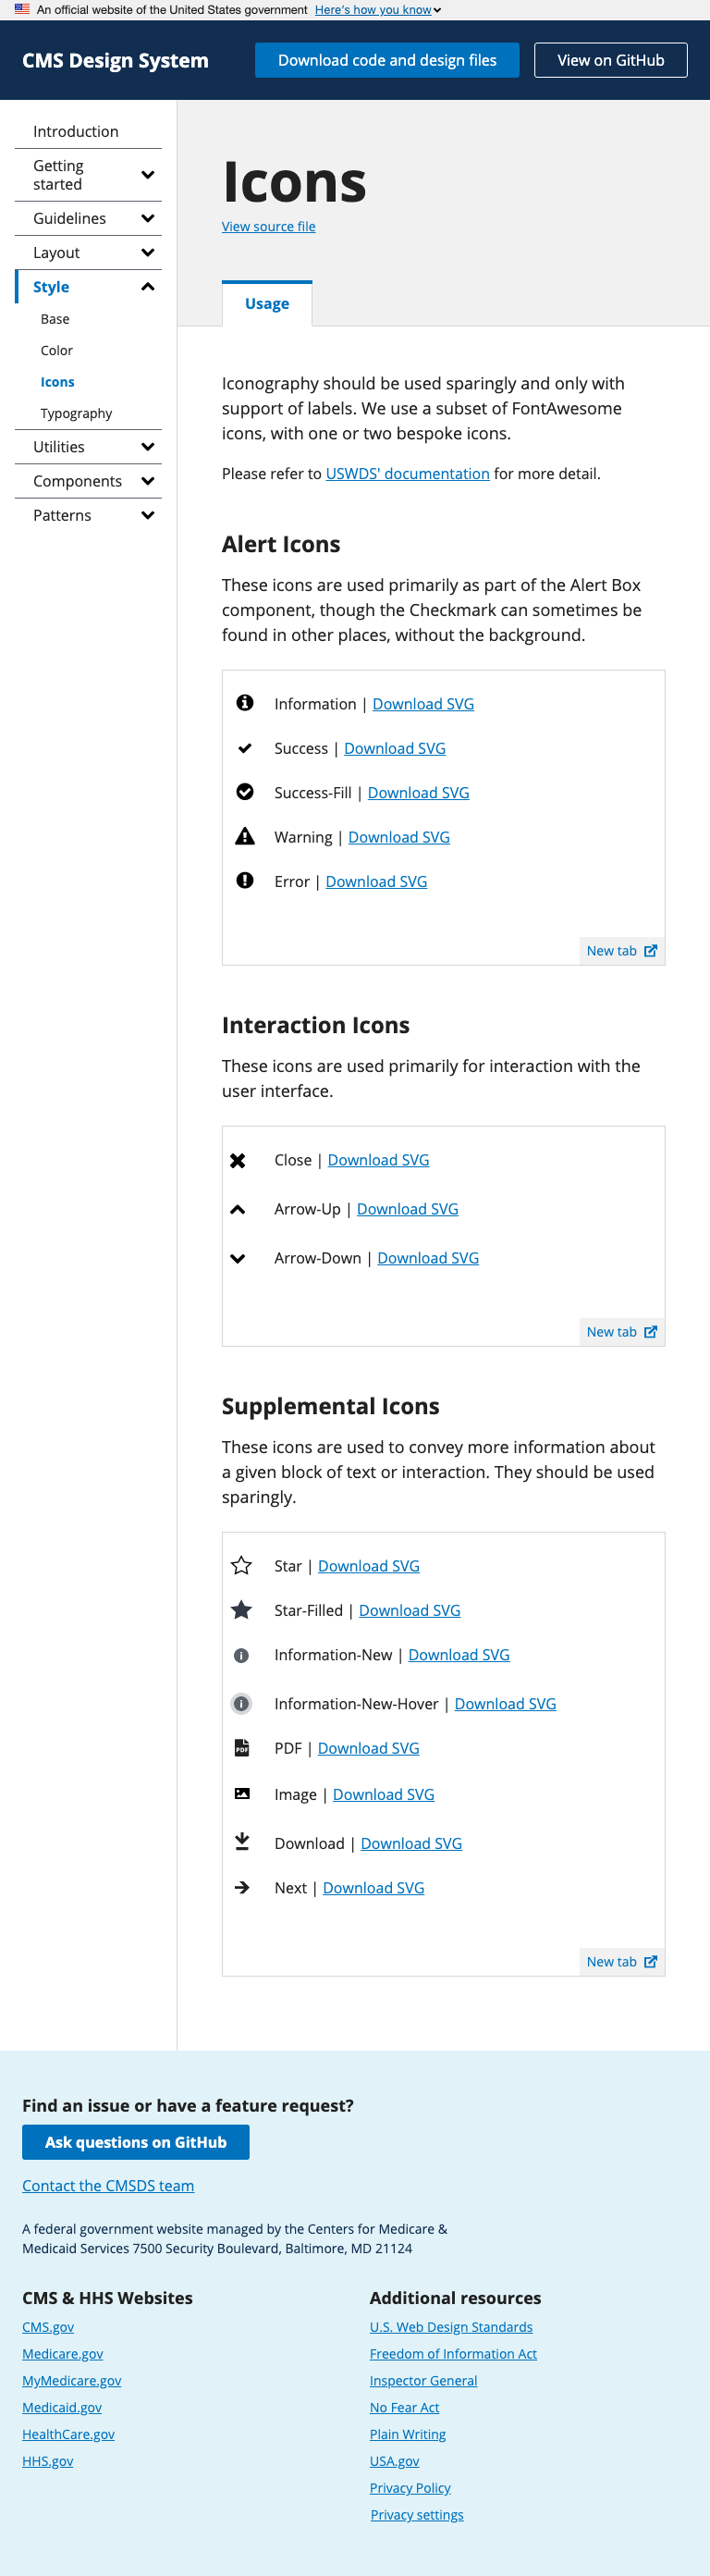 An official website of the United States government Here's how you know
CMS Design System
Download code and design files
View on GitHub
Introduction
Getting
started
Guidelines
Layout
Style
Base
Color
Icons
Typography
Utilities
Components
Patterns
Icons
View source file
Usage
Iconography should be used sparingly and only with
support of labels. We use a subset of FontAwesome
icons, with one or two bespoke icons.
Please refer to USWDS' documentation for more detail.
Alert Icons
These icons are used primarily as part of the Alert Box
component, though the Checkmark can sometimes be
found in other places, without the background.
Information | Download SVG
Success | Download SVG
Success-Fill | Download SVG
Warning | Download SVG
Error | Download SVG
New tab
Interaction Icons
These icons are used primarily for interaction with the
user interface.
Close | Download SVG
Arrow-Up | Download SVG
Arrow-Down | Download SVG
New tab
Supplemental Icons
These icons are used to convey more information about
a given block of text or interaction. They should be used
sparingly.
Star | Download SVG
Star-Filled | Download SVG
Information-New | Download SVG
Information-New-Hover | Download SVG
PDF | Download SVG
Image | Download SVG
Download | Download SVG
Next | Download SVG
New tab
Find an issue or have a feature request?
Ask questions on GitHub
Contact the CMSDS team
A federal government website managed by the Centers for Medicare &
Medicaid Services 7500 Security Boulevard, Baltimore, MD 21124
CMS & HHS Websites
CMS.gov
Medicare.gov
MyMedicare.gov
Medicaid.gov
HealthCare.gov
HHS.gov
Additional resources
U.S. Web Design Standards
Freedom of Information Act
Inspector General
No Fear Act
Plain Writing
USA.gov
Privacy Policy
Privacy settings